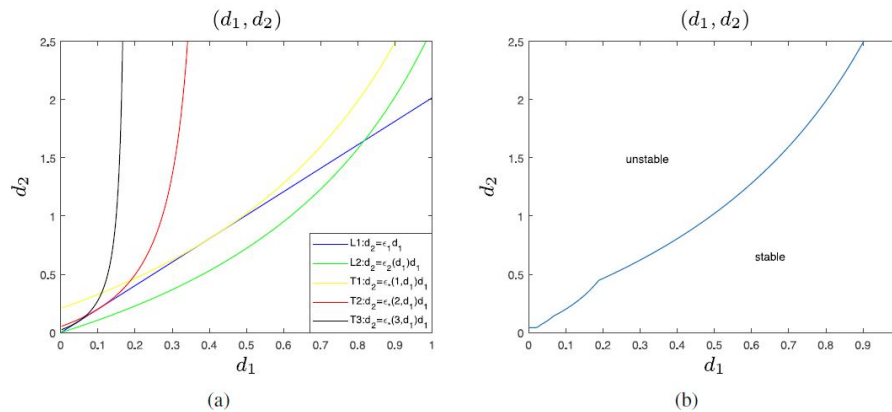 (d₁, d₂)
2.5
2
1.5
1
0.5
0
d₂
0 0.1 0.2 0.3 0.4 0.5 0.6 0.7 0.8 0.9 1
d₁
L1:d₂=ϵ₁d₁
L2:d₂=ϵ₂(d₁)d₁
T1:d₂=ϵ*(1,d₁)d₁
T2:d₂=ϵ*(2,d₁)d₁
T3:d₂=ϵ*(3,d₁)d₁
(a)
(d₁, d₂)
2.5
2
1.5
1
0.5
0
d₂
unstable
stable
0 0.1 0.2 0.3 0.4 0.5 0.6 0.7 0.8 0.9
d₁
(b)